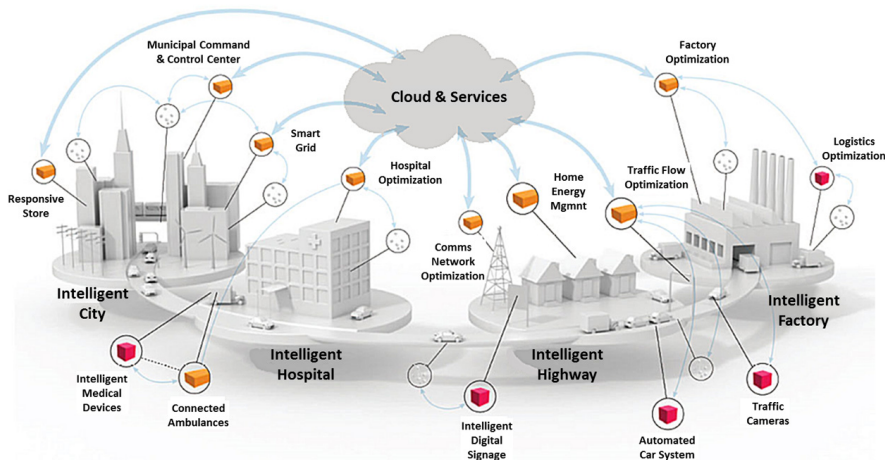 Municipal Command
& Control Center
Factory
Optimization
Cloud & Services
Smart
Grid
Logistics
Optimization
Hospital
Optimization
Home
Energy
Mgmnt
Traffic Flow
Optimization
Responsive
Store
Comms
Network
Optimization
Intelligent
City
Intelligent
Factory
Intelligent
Hospital
Intelligent
Highway
Intelligent
Medical
Devices
Connected
Ambulances
Intelligent
Digital
Signage
Automated
Car System
Traffic
Cameras